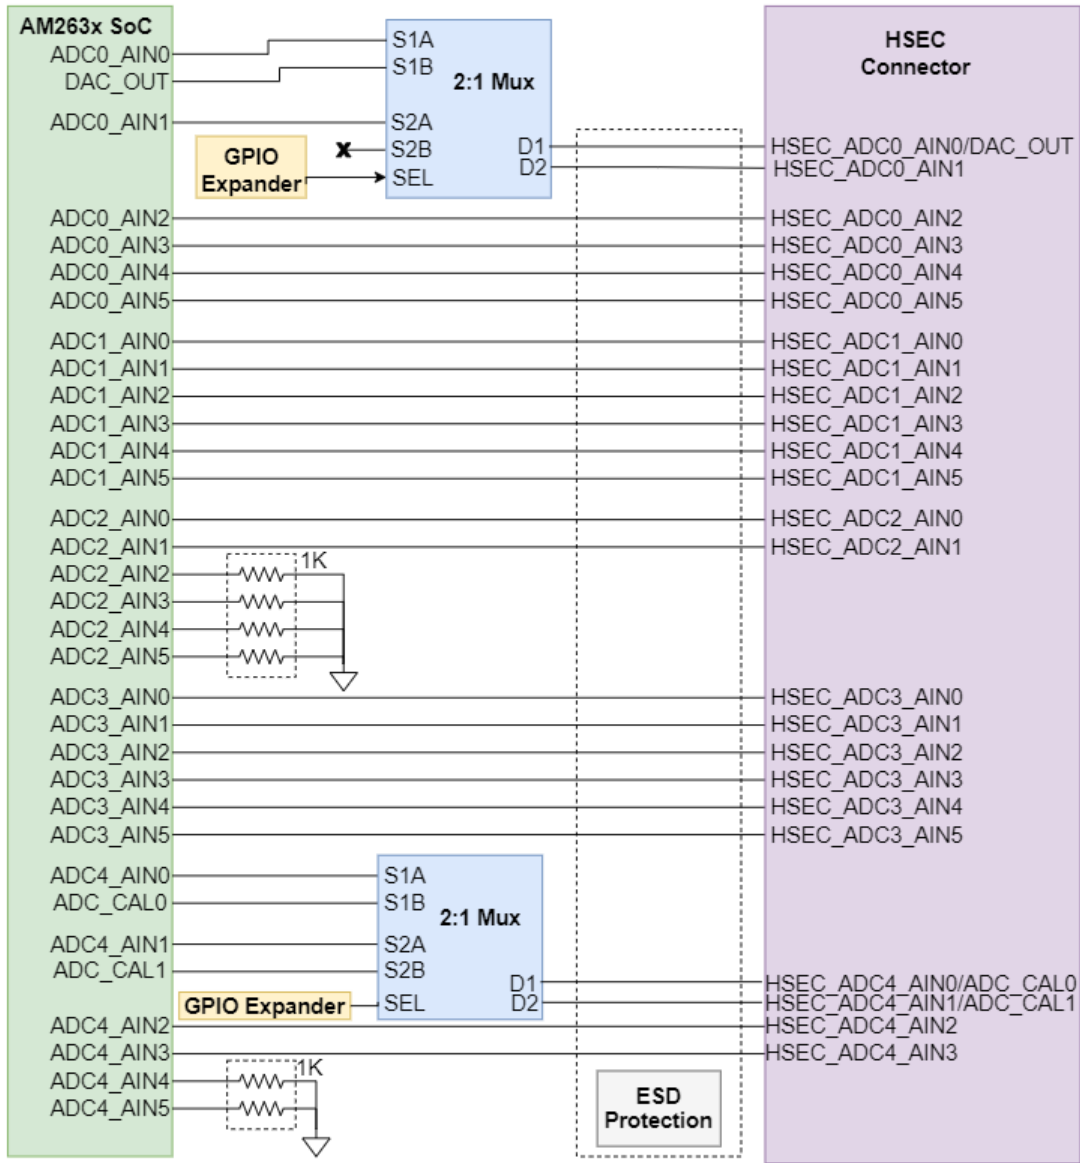 AM263x SoC
ADC0_AIN0
DAC_OUT
ADC0_AIN1
S1A
S1B
2:1 Mux
S2A
S2B
SEL
D1
D2
GPIO
Expander
HSEC
Connector
HSEC_ADC0_AIN0/DAC_OUT
HSEC_ADC0_AIN1
ADC0_AIN2
HSEC_ADC0_AIN2
ADC0_AIN3
HSEC_ADC0_AIN3
ADC0_AIN4
HSEC_ADC0_AIN4
ADC0_AIN5
HSEC_ADC0_AIN5
ADC1_AIN0
HSEC_ADC1_AIN0
ADC1_AIN1
HSEC_ADC1_AIN1
ADC1_AIN2
HSEC_ADC1_AIN2
ADC1_AIN3
HSEC_ADC1_AIN3
ADC1_AIN4
HSEC_ADC1_AIN4
ADC1_AIN5
HSEC_ADC1_AIN5
ADC2_AIN0
HSEC_ADC2_AIN0
ADC2_AIN1
HSEC_ADC2_AIN1
1K
ADC2_AIN2
ADC2_AIN3
ADC2_AIN4
ADC2_AIN5
ADC3_AIN0
HSEC_ADC3_AIN0
ADC3_AIN1
HSEC_ADC3_AIN1
ADC3_AIN2
HSEC_ADC3_AIN2
ADC3_AIN3
HSEC_ADC3_AIN3
ADC3_AIN4
HSEC_ADC3_AIN4
ADC3_AIN5
HSEC_ADC3_AIN5
ADC4_AIN0
ADC_CAL0
ADC4_AIN1
ADC_CAL1
S1A
S1B
2:1 Mux
S2A
S2B
SEL
D1
D2
GPIO Expander
HSEC_ADC4_AIN0/ADC_CAL0
HSEC_ADC4_AIN1/ADC_CAL1
ADC4_AIN2
HSEC_ADC4_AIN2
ADC4_AIN3
HSEC_ADC4_AIN3
1K
ADC4_AIN4
ADC4_AIN5
ESD
Protection